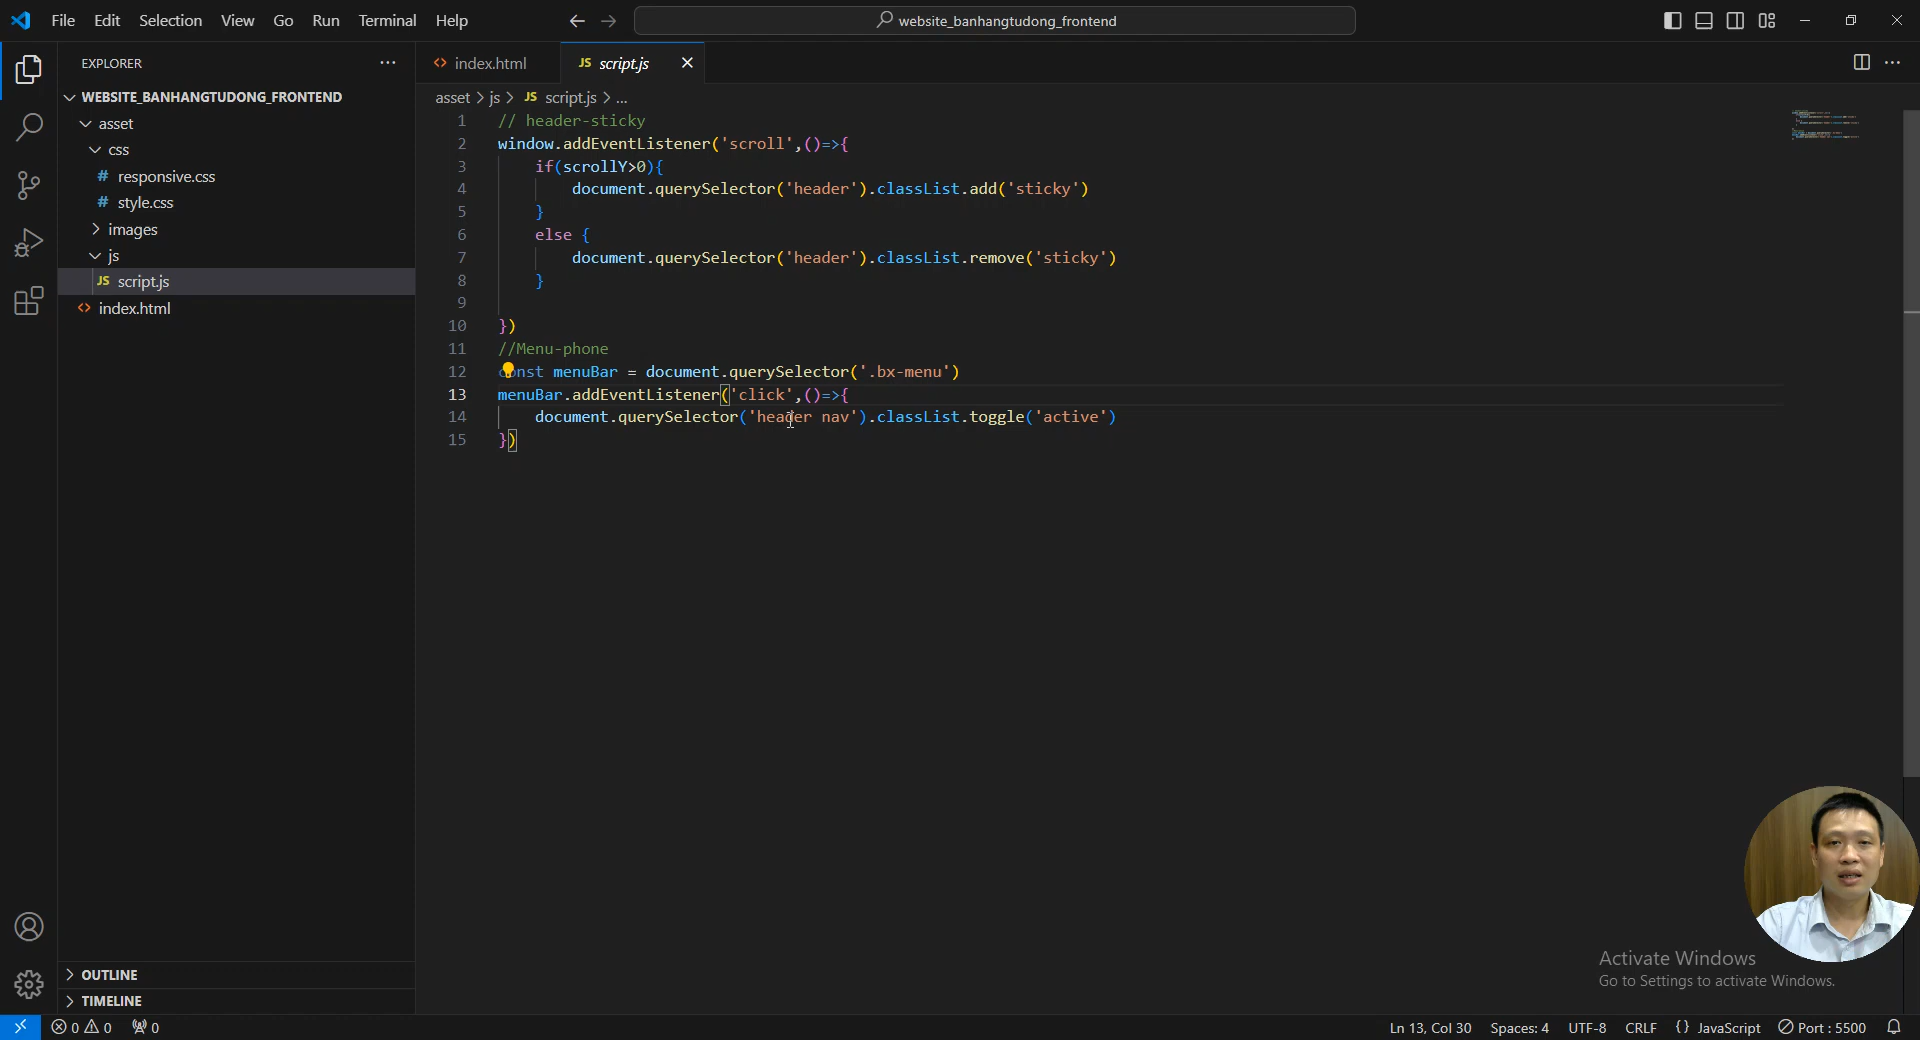 File Edit Selection View Go Run Terminal Help
website_banhangtudong_frontend
EXPLORER
WEBSITE_BANHANGTUDONG_FRONTEND
asset
css
# responsive.css
# style.css
images
js
JS script.js
<> index.html
OUTLINE
TIMELINE
<> index.html
JS script.js
asset > js > JS script.js > ...
1 // header-sticky
2 window.addEventListener('scroll',()=>{
3 if(scrollY>0){
4 document.querySelector('header').classList.add('sticky')
5 }
6 else {
7 document.querySelector('header').classList.remove('sticky')
8 }
9
10 })
11 //Menu-phone
12 const menuBar = document.querySelector('.bx-menu')
13 menuBar.addEventListener('click',()=>{
14 document.querySelector('header nav').classList.toggle('active')
15 })
Activate Windows
Go to Settings to activate Windows.
0 0 0
Ln 13, Col 30 Spaces: 4 UTF-8 CRLF {} JavaScript Port : 5500